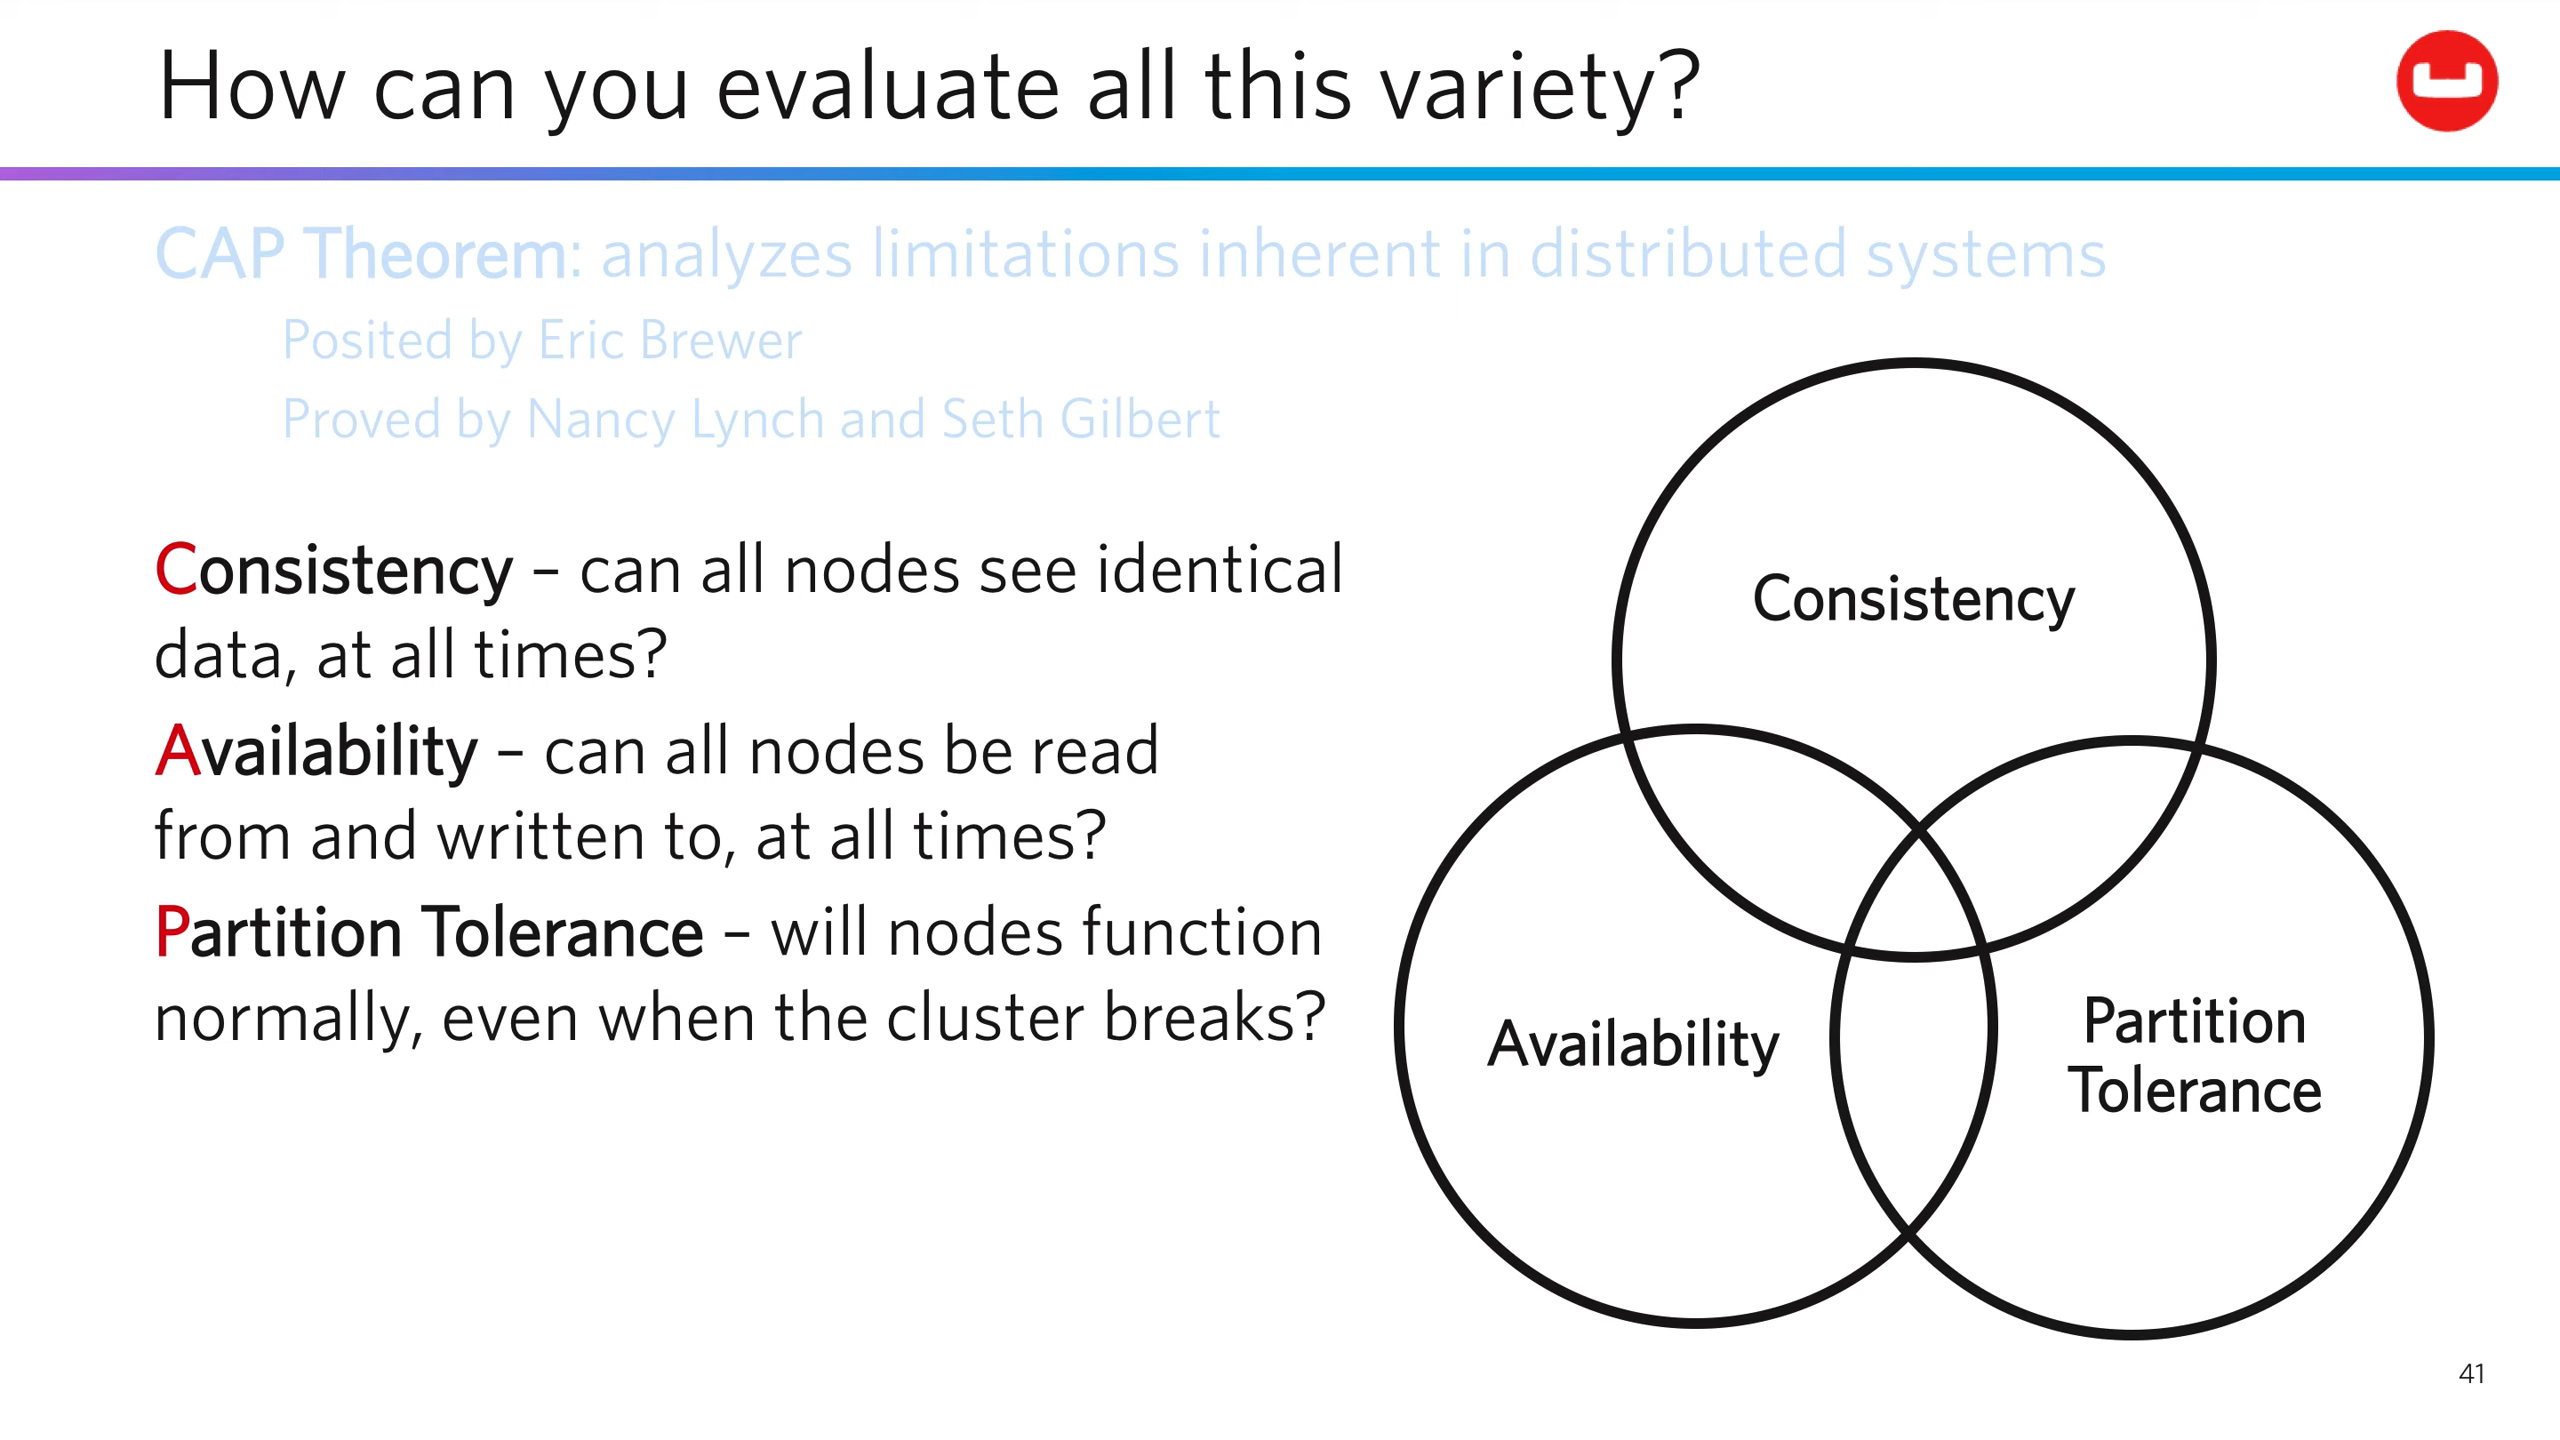 How can you evaluate all this variety?
CAP Theorem: analyzes limitations inherent in distributed systems
Posited by Eric Brewer
Proved by Nancy Lynch and Seth Gilbert
Consistency – can all nodes see identical
data, at all times?
Availability – can all nodes be read
from and written to, at all times?
Partition Tolerance – will nodes function
normally, even when the cluster breaks?
Consistency
Availability
Partition
Tolerance
41